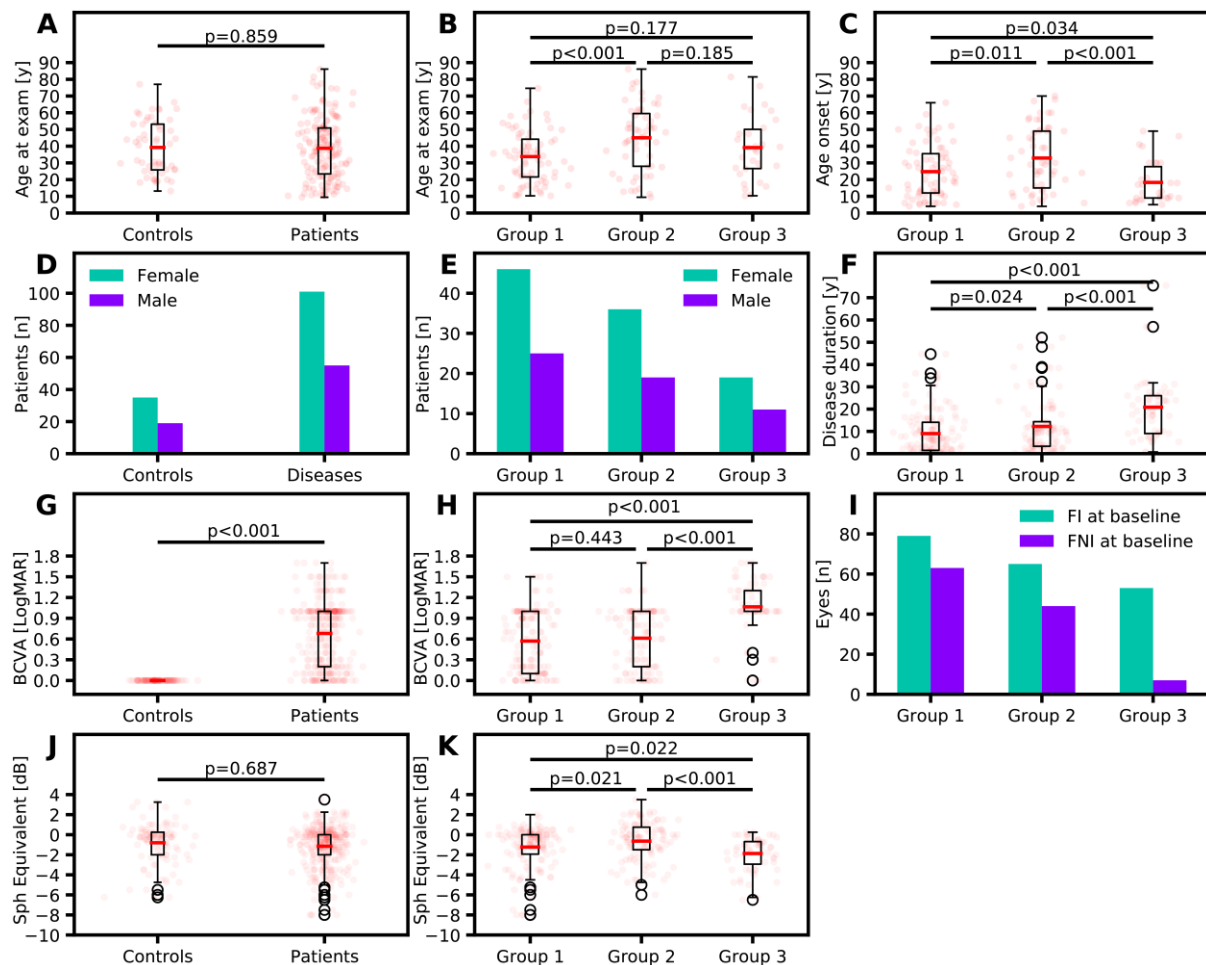 A
p=0.859
Age at exam [y]
90
80
70
60
50
40
30
20
10
0
Controls Patients
B
p=0.177
p<0.001 p=0.185
Age at exam [y]
90
80
70
60
50
40
30
20
10
0
Group 1 Group 2 Group 3
C
p=0.034
p=0.011 p<0.001
Age onset [y]
90
80
70
60
50
40
30
20
10
0
Group 1 Group 2 Group 3
D
Female
Male
Patients [n]
100
80
60
40
20
0
Controls Diseases
E
Female
Male
Patients [n]
40
30
20
10
0
Group 1 Group 2 Group 3
F
p<0.001
p=0.024 p<0.001
Disease duration [y]
70
60
50
40
30
20
10
0
Group 1 Group 2 Group 3
G
p<0.001
BCVA [LogMAR]
1.8
1.5
1.2
0.9
0.6
0.3
0.0
Controls Patients
H
p<0.001
p=0.443 p<0.001
BCVA [LogMAR]
1.8
1.5
1.2
0.9
0.6
0.3
0.0
Group 1 Group 2 Group 3
I
FI at baseline
FNI at baseline
Eyes [n]
80
60
40
20
0
Group 1 Group 2 Group 3
J
p=0.687
Sph Equivalent [dB]
4
2
0
−2
−4
−6
−8
−10
Controls Patients
K
p=0.022
p=0.021 p<0.001
Sph Equivalent [dB]
4
2
0
−2
−4
−6
−8
−10
Group 1 Group 2 Group 3